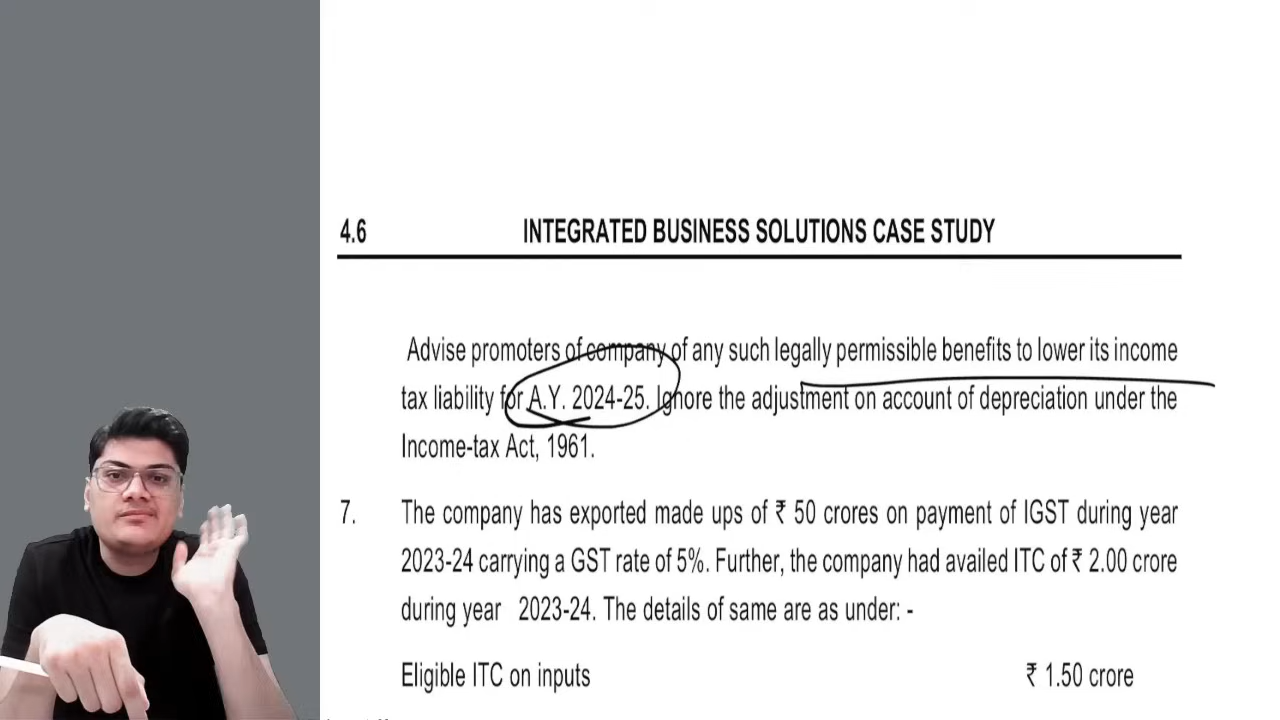 4.6 INTEGRATED BUSINESS SOLUTIONS CASE STUDY
Advise promoters of company of any such legally permissible benefits to lower its income
tax liability for A.Y. 2024-25. Ignore the adjustment on account of depreciation under the
Income-tax Act, 1961.
7. The company has exported made ups of ₹ 50 crores on payment of IGST during year
2023-24 carrying a GST rate of 5%. Further, the company had availed ITC of ₹ 2.00 crore
during year 2023-24. The details of same are as under: -
Eligible ITC on inputs ₹ 1.50 crore